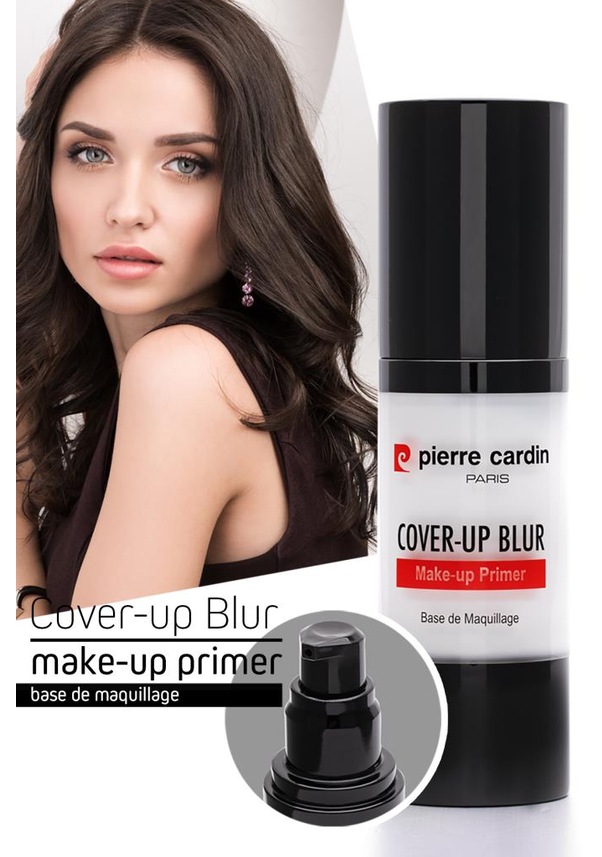 pierre cardin
PARIS
COVER-UP BLUR
Make-up Primer
Base de Maquillage
Cover-up Blur
make-up primer
base de maquillage